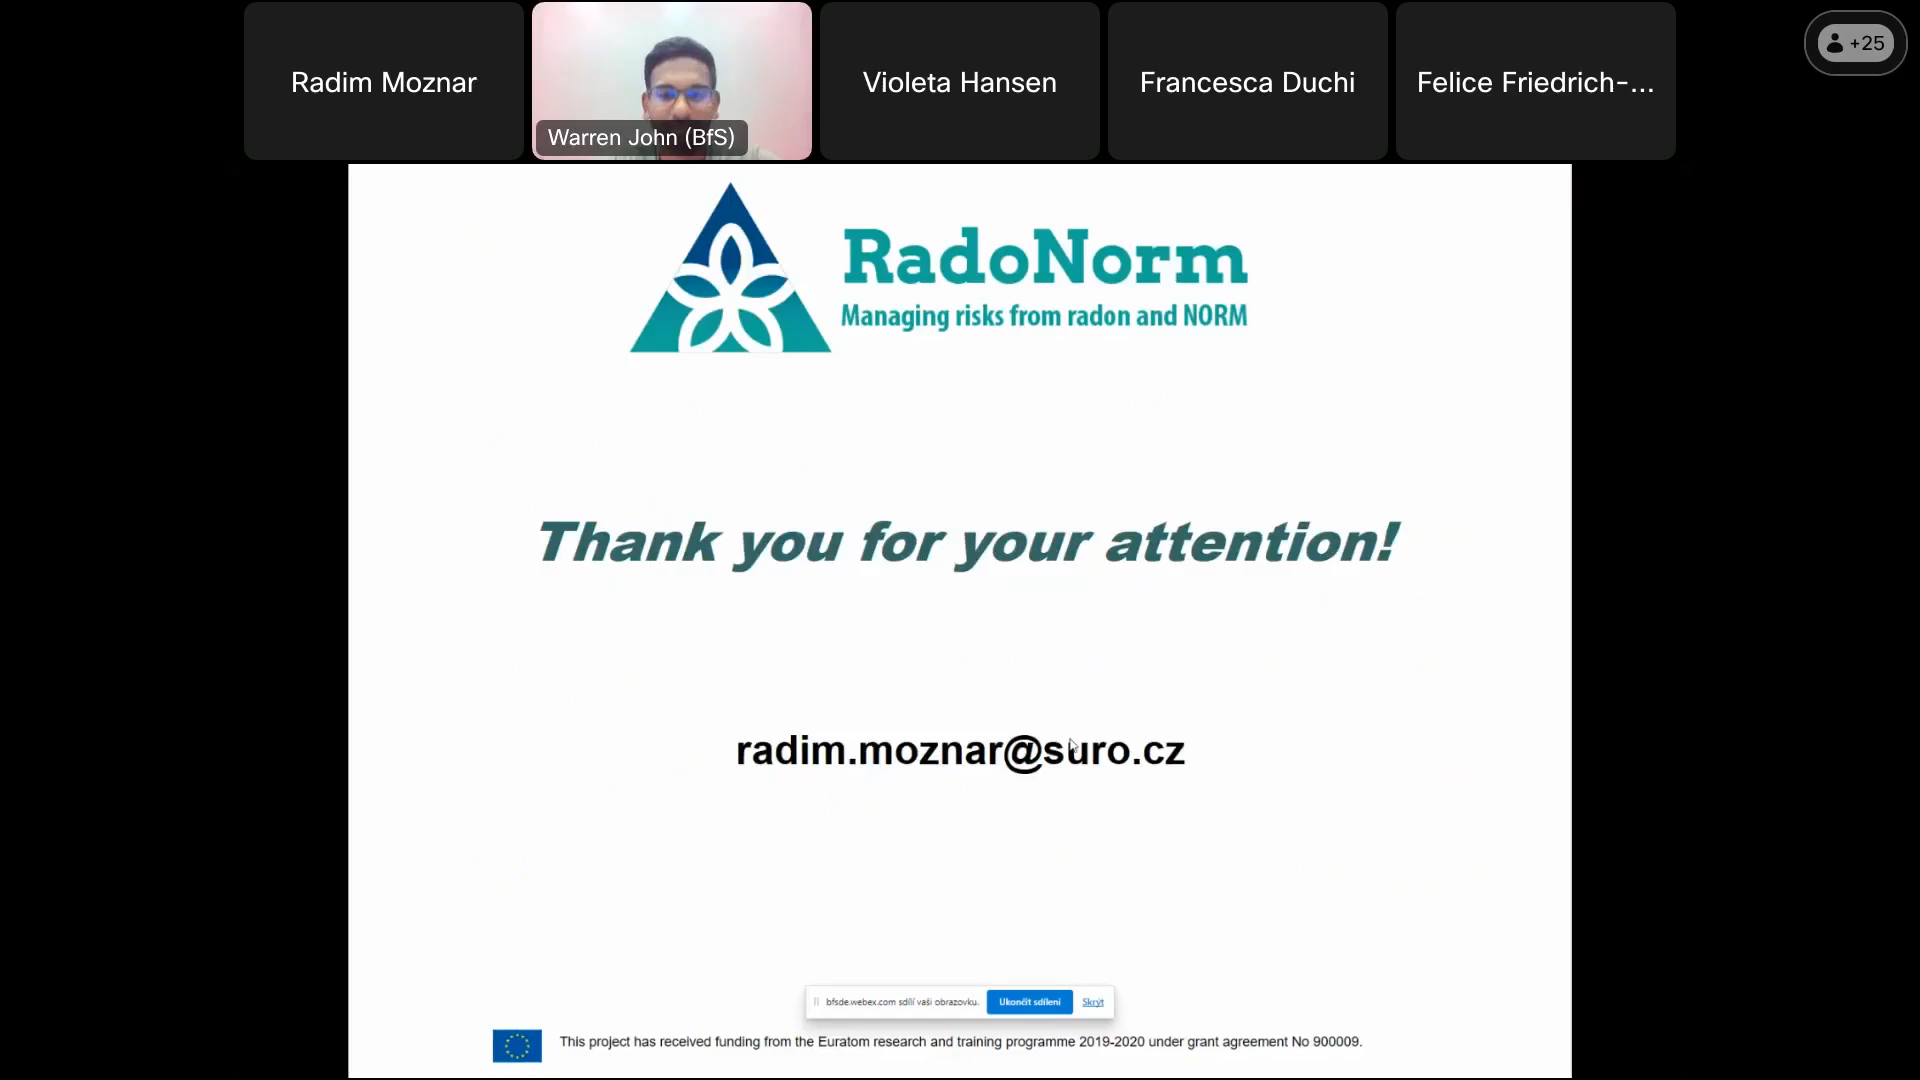 Radim Moznar
Warren John (BfS)
Violeta Hansen
Francesca Duchi
Felice Friedrich-...
+25
RadoNorm
Managing risks from radon and NORM
Thank you for your attention!
radim.moznar@suro.cz
bfsde.webex.com sdílí vaši obrazovku.
Ukončit sdílení
Skrýt
This project has received funding from the Euratom research and training programme 2019-2020 under grant agreement No 900009.